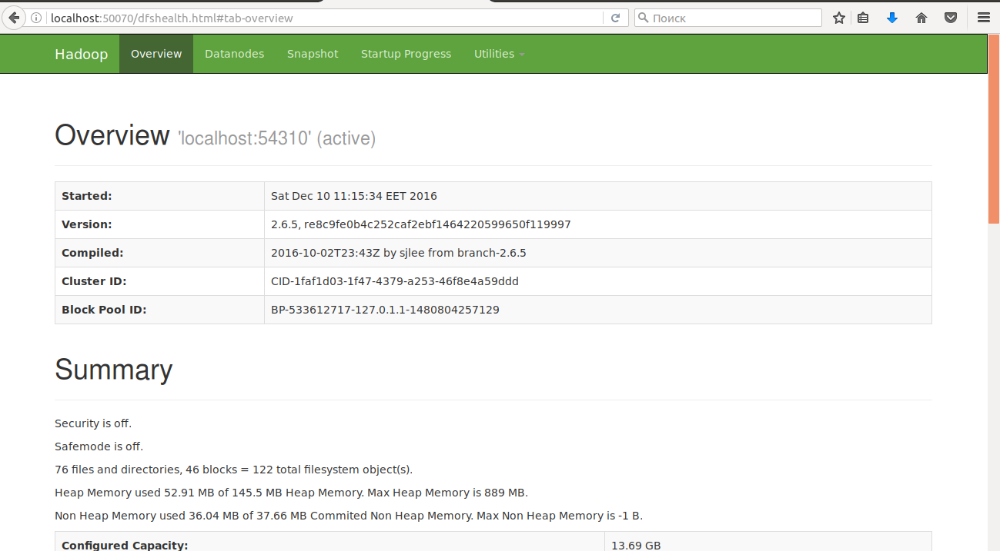 localhost:50070/dfshealth.html#tab-overview
Поиск
Hadoop Overview Datanodes Snapshot Startup Progress Utilities
Overview 'localhost:54310' (active)
Started: Sat Dec 10 11:15:34 EET 2016
Version: 2.6.5, re8c9fe0b4c252caf2ebf1464220599650f119997
Compiled: 2016-10-02T23:43Z by sjlee from branch-2.6.5
Cluster ID: CID-1faf1d03-1f47-4379-a253-46f8e4a59ddd
Block Pool ID: BP-533612717-127.0.1.1-1480804257129
Summary
Security is off.
Safemode is off.
76 files and directories, 46 blocks = 122 total filesystem object(s).
Heap Memory used 52.91 MB of 145.5 MB Heap Memory. Max Heap Memory is 889 MB.
Non Heap Memory used 36.04 MB of 37.66 MB Commited Non Heap Memory. Max Non Heap Memory is -1 B.
Configured Capacity: 13.69 GB